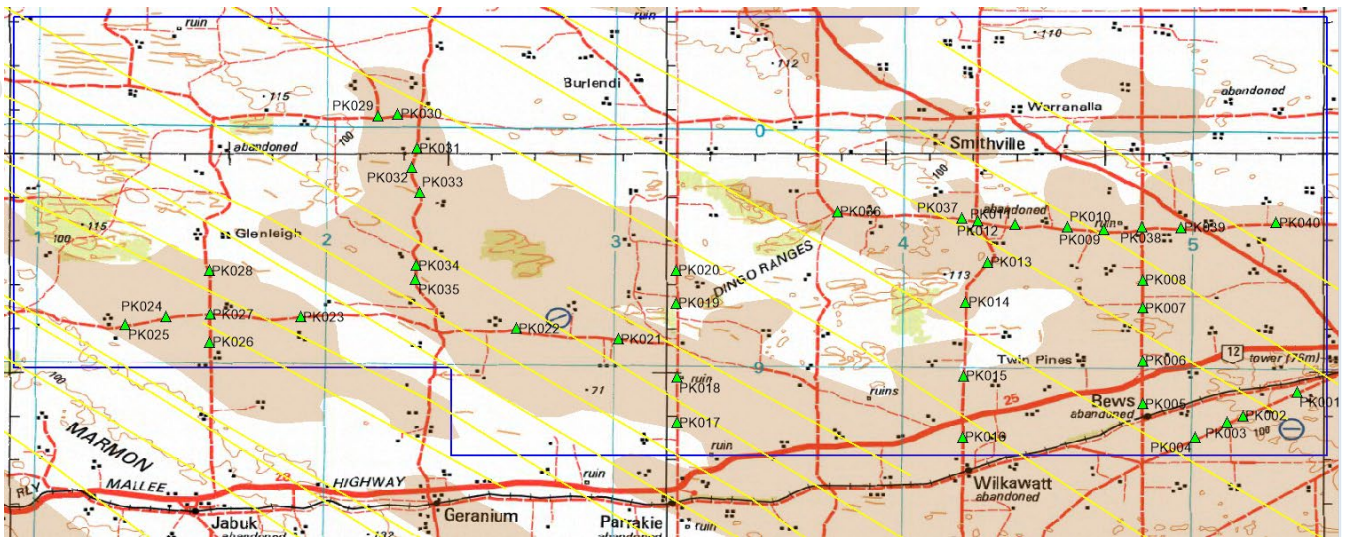 ruin
ruin
110
112
Burlendi
115
abandoned
PK029
PK030
Warranalla
100
0
abandoned
PK031
Smithville
PK032
PK033
100
PK037
PK011
abandoned
PK036
PK012
PK010
ruin
PK009
PK038
PK039
PK040
115
100
1
Glenleigh
2
3
4
5
PK034
PK028
PK020
DINGO RANGES
PK013
113
PK008
PK035
PK024
PK027
PK023
PK019
PK014
PK007
PK025
PK022
PK021
PK026
Twin Pines
PK006
12
tower (75m)
9
PK015
100
71
ruin
PK018
ruins
25
Bews
abandoned
PK005
PK001
PK002
PK017
PK003
100
PK004
MARMON
ruin
PK016
RLY
MALLEE
23
HIGHWAY
ruin
Wilkawatt
abandoned
Jabuk
abandoned
Geranium
Parrakie
abandoned
ruin
132